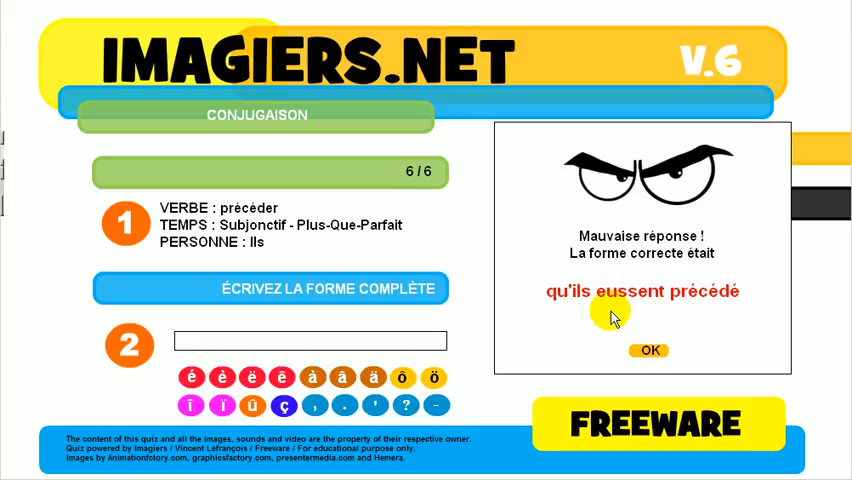 IMAGIERS.NET
V.6
CONJUGAISON
6 / 6
1
VERBE : précéder
TEMPS : Subjonctif - Plus-Que-Parfait
PERSONNE : Ils
ÉCRIVEZ LA FORME COMPLÈTE
2
é è ë ê à â ä ô ö
î ï û ç , . ' ? -
Mauvaise réponse !
La forme correcte était
qu'ils eussent précédé
OK
FREEWARE
The content of this quiz and all the images, sounds and video are the property of their respective owner.
Quiz powered by Imagiers / Vincent Lefrançois / Freeware / For educational purpose only.
Images by Animationfctory.com, graphicsfactory.com, presentermedia.com and Hemera.